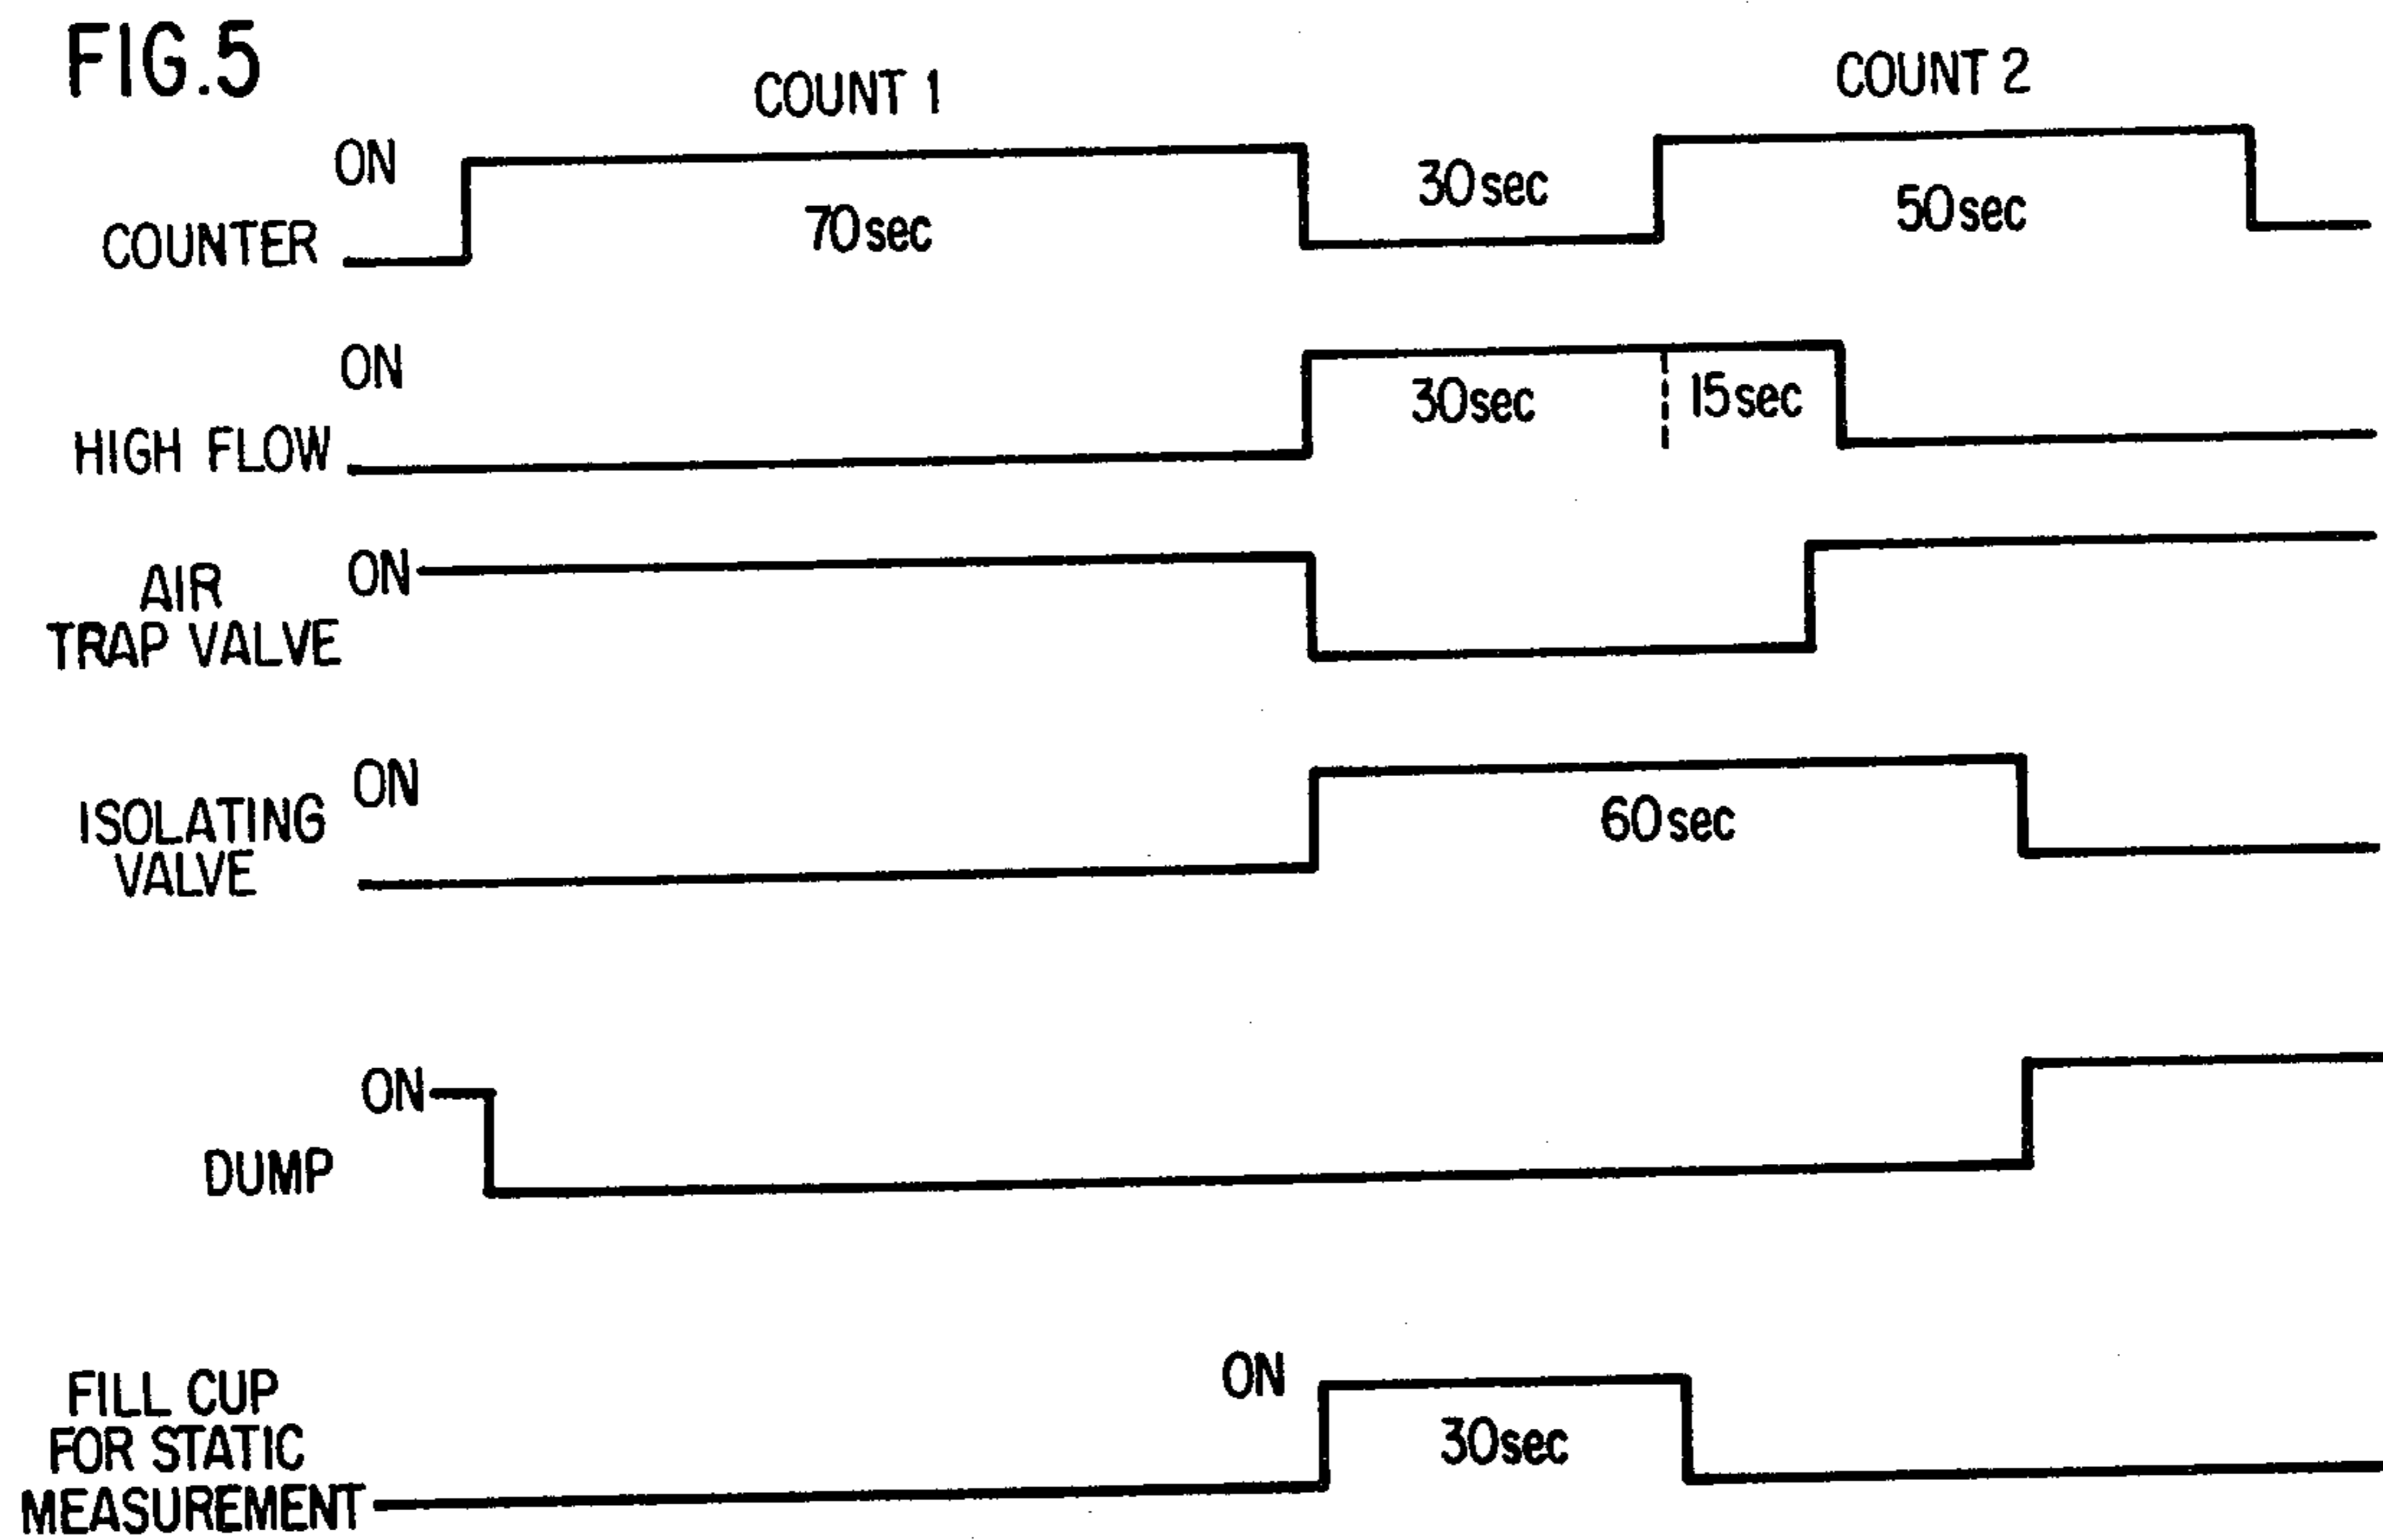 FIG.5
COUNT 1
COUNT 2
ON
COUNTER
70sec
30sec
50sec
ON
HIGH FLOW
30sec
15sec
ON
AIR
TRAP VALVE
ON
ISOLATING
VALVE
60sec
ON
DUMP
ON
FILL CUP
FOR STATIC
MEASUREMENT
30sec